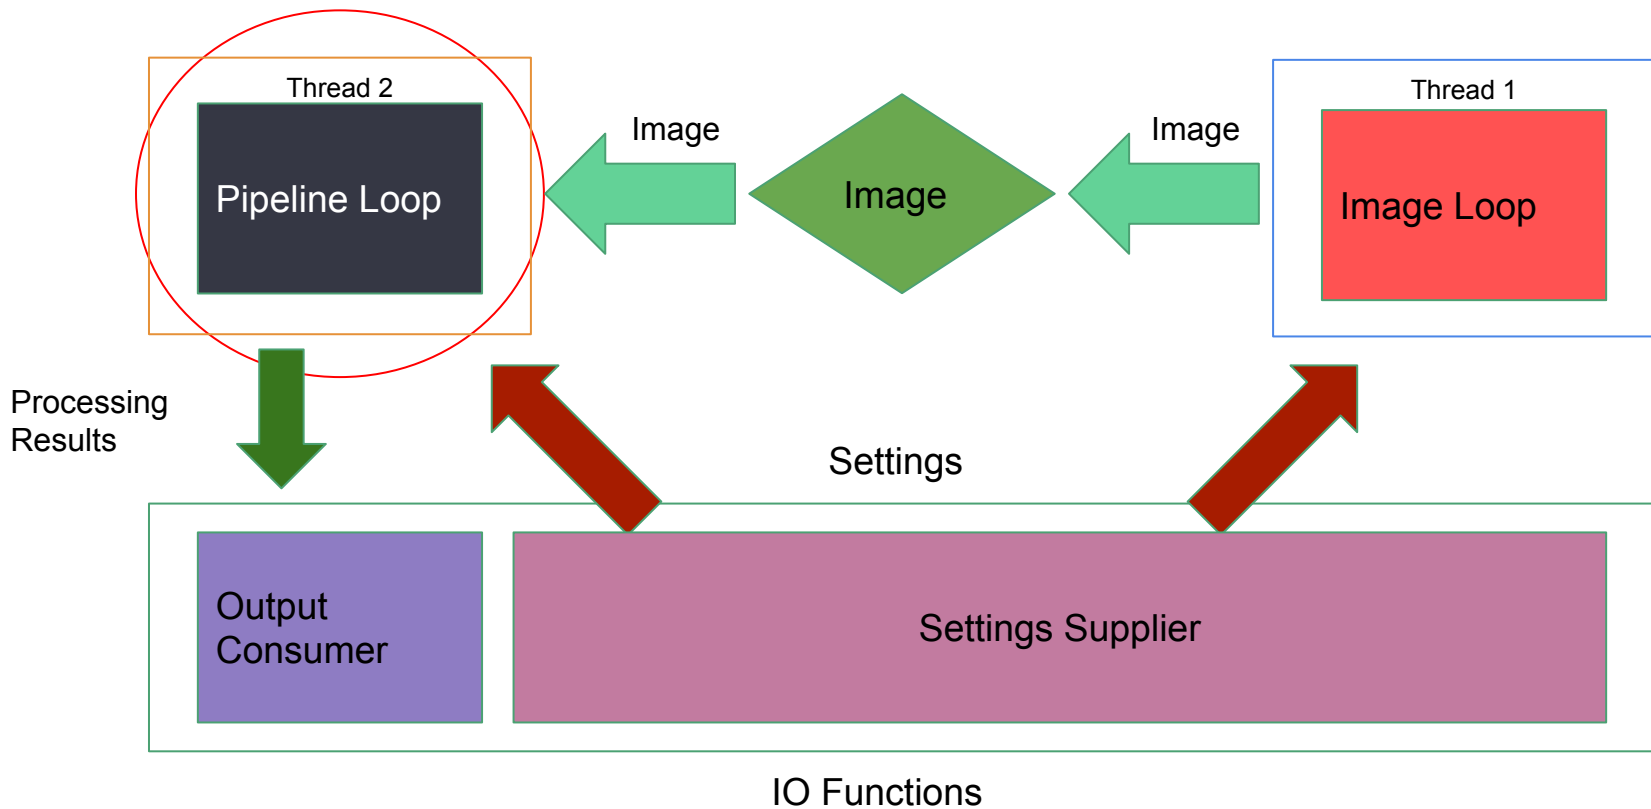 Thread 2
Pipeline Loop
Image
Image
Image
Thread 1
Image Loop
Processing
Results
Settings
Output
Consumer
Settings Supplier
IO Functions